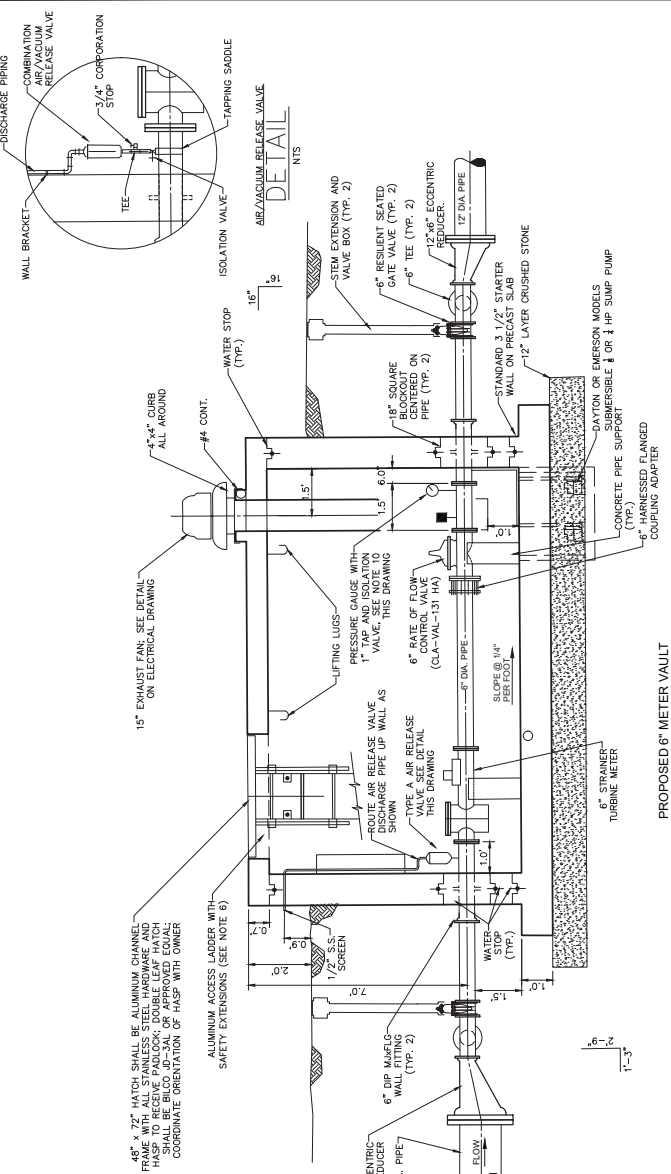 DISCHARGE PIPING
COMBINATION
AIR/VACUUM
RELEASE VALVE
3/4" CORPORATION
STOP
TAPPING SADDLE
WALL BRACKET
TEE
ISOLATION VALVE
AIR/VACUUM RELEASE VALVE
DETAIL
NTS
48" x 72" HATCH SHALL BE ALUMINUM CHANNEL
FRAME WITH ALL STAINLESS STEEL HARDWARE AND
HASP TO RECEIVE PADLOCK; DOUBLE LEAF HATCH
SHALL BE BILCO JD-3AL OR APPROVED EQUAL;
COORDINATE ORIENTATION OF HASP WITH OWNER
15" EXHAUST FAN; SEE DETAIL
ON ELECTRICAL DRAWING
4"x4" CURB
ALL AROUND
#4 CONT.
WATER STOP
(TYP.)
16"
16"
STEM EXTENSION AND
VALVE BOX (TYP. 2)
6" RESILIENT SEATED
GATE VALVE (TYP. 2)
6" TEE (TYP. 2)
12"x6" ECCENTRIC
REDUCER.
12" DIA. PIPE
ALUMINUM ACCESS LADDER WITH
SAFETY EXTENSIONS (SEE NOTE 6)
LIFTING LUGS
1.5'
1.5'
6.0'
18" SQUARE
BLOCKOUT
CENTERED ON
PIPE (TYP. 2)
PRESSURE GAUGE WITH
1" TAP AND ISOLATION
VALVE, SEE NOTE 10
THIS DRAWING
ROUTE AIR RELEASE VALVE
DISCHARGE PIPE UP WALL AS
SHOWN
TYPE A AIR RELEASE
VALVE SEE DETAIL
THIS DRAWING
6" RATE OF FLOW
CONTROL VALVE
(CLA-VAL-131 HA)
0.7'
0.9'
2.0'
1/2" S.S.
SCREEN
7.0'
1.0'
1.0'
6" DIA. PIPE
SLOPE @ 1/4"
PER FOOT
STANDARD 3 1/2" STARTER
WALL ON PRECAST SLAB
12" LAYER CRUSHED STONE
6" DIP MJxFLG
WALL FITTING
(TYP. 2)
WATER
STOP
(TYP.)
1.5'
1.0'
DAYTON OR EMERSON MODELS
SUBMERSIBLE OR HP SUMP PUMP
CONCRETE PIPE SUPPORT
(TYP.)
6" HARNESSED FLANGED
COUPLING ADAPTER
6" STRAINER
TURBINE METER
2'-9"
1'-3"
PIPE
FLOW
PROPOSED 6" METER VAULT